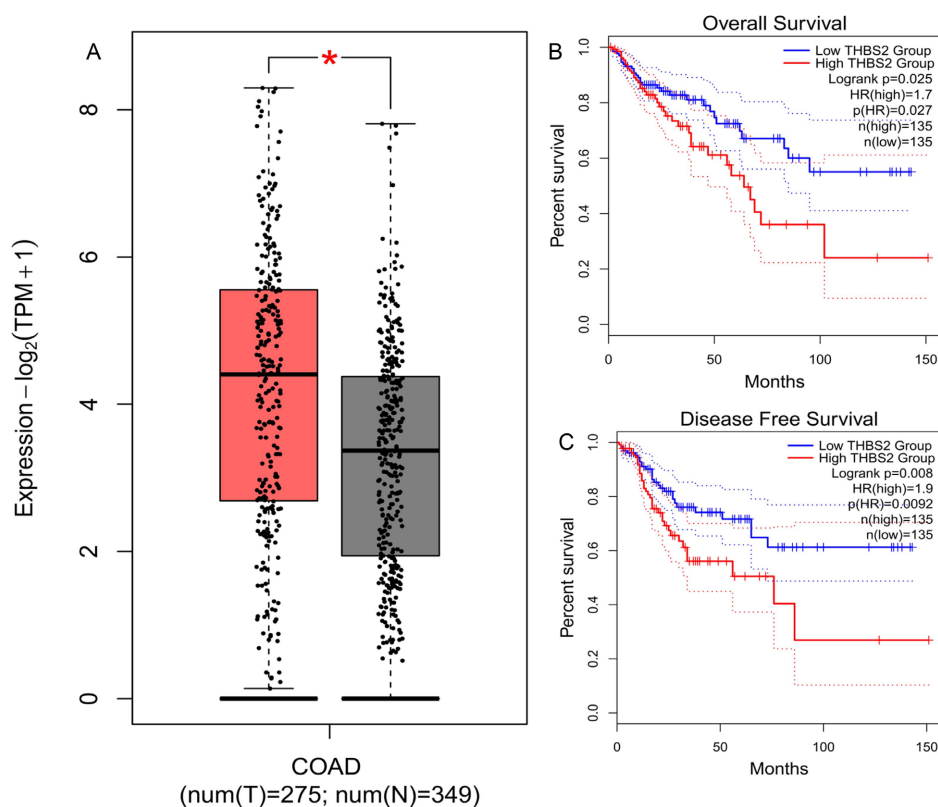 A
*
Expression − log2(TPM + 1)
8
6
4
2
0
COAD
(num(T)=275; num(N)=349)
B
Overall Survival
Low THBS2 Group
High THBS2 Group
Logrank p=0.025
HR(high)=1.7
p(HR)=0.027
n(high)=135
n(low)=135
Percent survival
1.0
0.8
0.6
0.4
0.2
0.0
0 50 100 150
Months
C
Disease Free Survival
Low THBS2 Group
High THBS2 Group
Logrank p=0.008
HR(high)=1.9
p(HR)=0.0092
n(high)=135
n(low)=135
Percent survival
1.0
0.8
0.6
0.4
0.2
0.0
0 50 100 150
Months